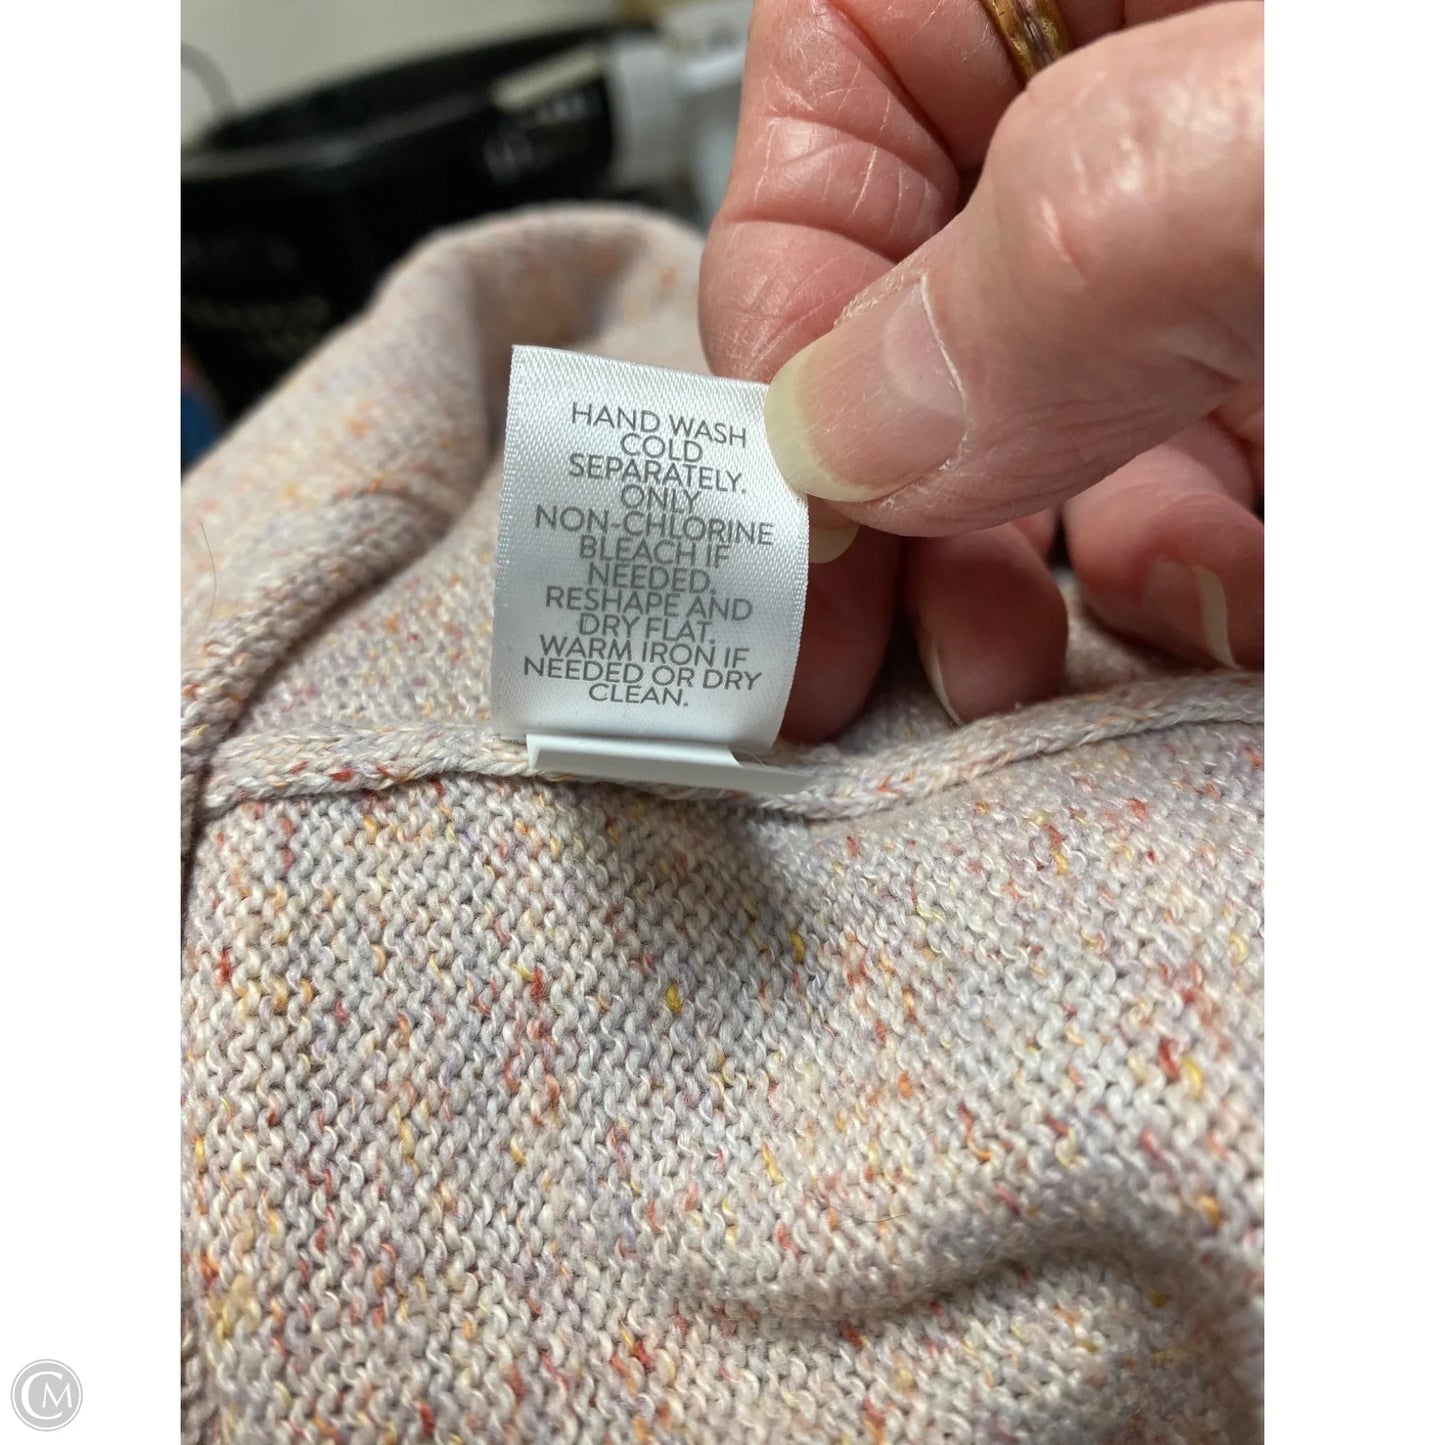 HAND WASH
COLD
SEPARATELY.
ONLY
NON-CHLORINE
BLEACH IF
NEEDED.
RESHAPE AND
DRY FLAT.
WARM IRON IF
NEEDED OR DRY
CLEAN.
CM